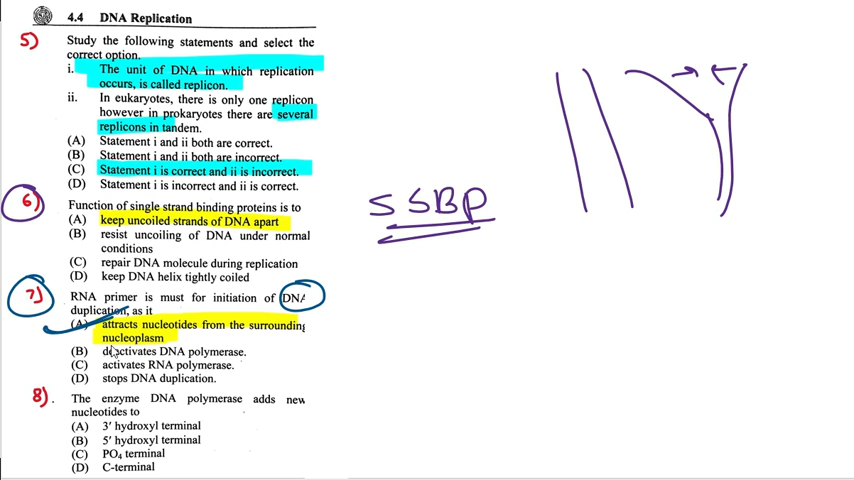 4.4 DNA Replication
5)
Study the following statements and select the
correct option.
i. The unit of DNA in which replication
occurs, is called replicon.
ii. In eukaryotes, there is only one replicon
however in prokaryotes there are several
replicons in tandem.
(A) Statement i and ii both are correct.
(B) Statement i and ii both are incorrect.
(C) Statement i is correct and ii is incorrect.
(D) Statement i is incorrect and ii is correct.
6)
Function of single strand binding proteins is to
(A) keep uncoiled strands of DNA apart
(B) resist uncoiling of DNA under normal
conditions
(C) repair DNA molecule during replication
(D) keep DNA helix tightly coiled
7)
RNA primer is must for initiation of DNA
duplication, as it
(A) attracts nucleotides from the surrounding
nucleoplasm
(B) deactivates DNA polymerase.
(C) activates RNA polymerase.
(D) stops DNA duplication.
8).
The enzyme DNA polymerase adds new
nucleotides to
(A) 3' hydroxyl terminal
(B) 5' hydroxyl terminal
(C) PO4 terminal
(D) C-terminal
SSBP